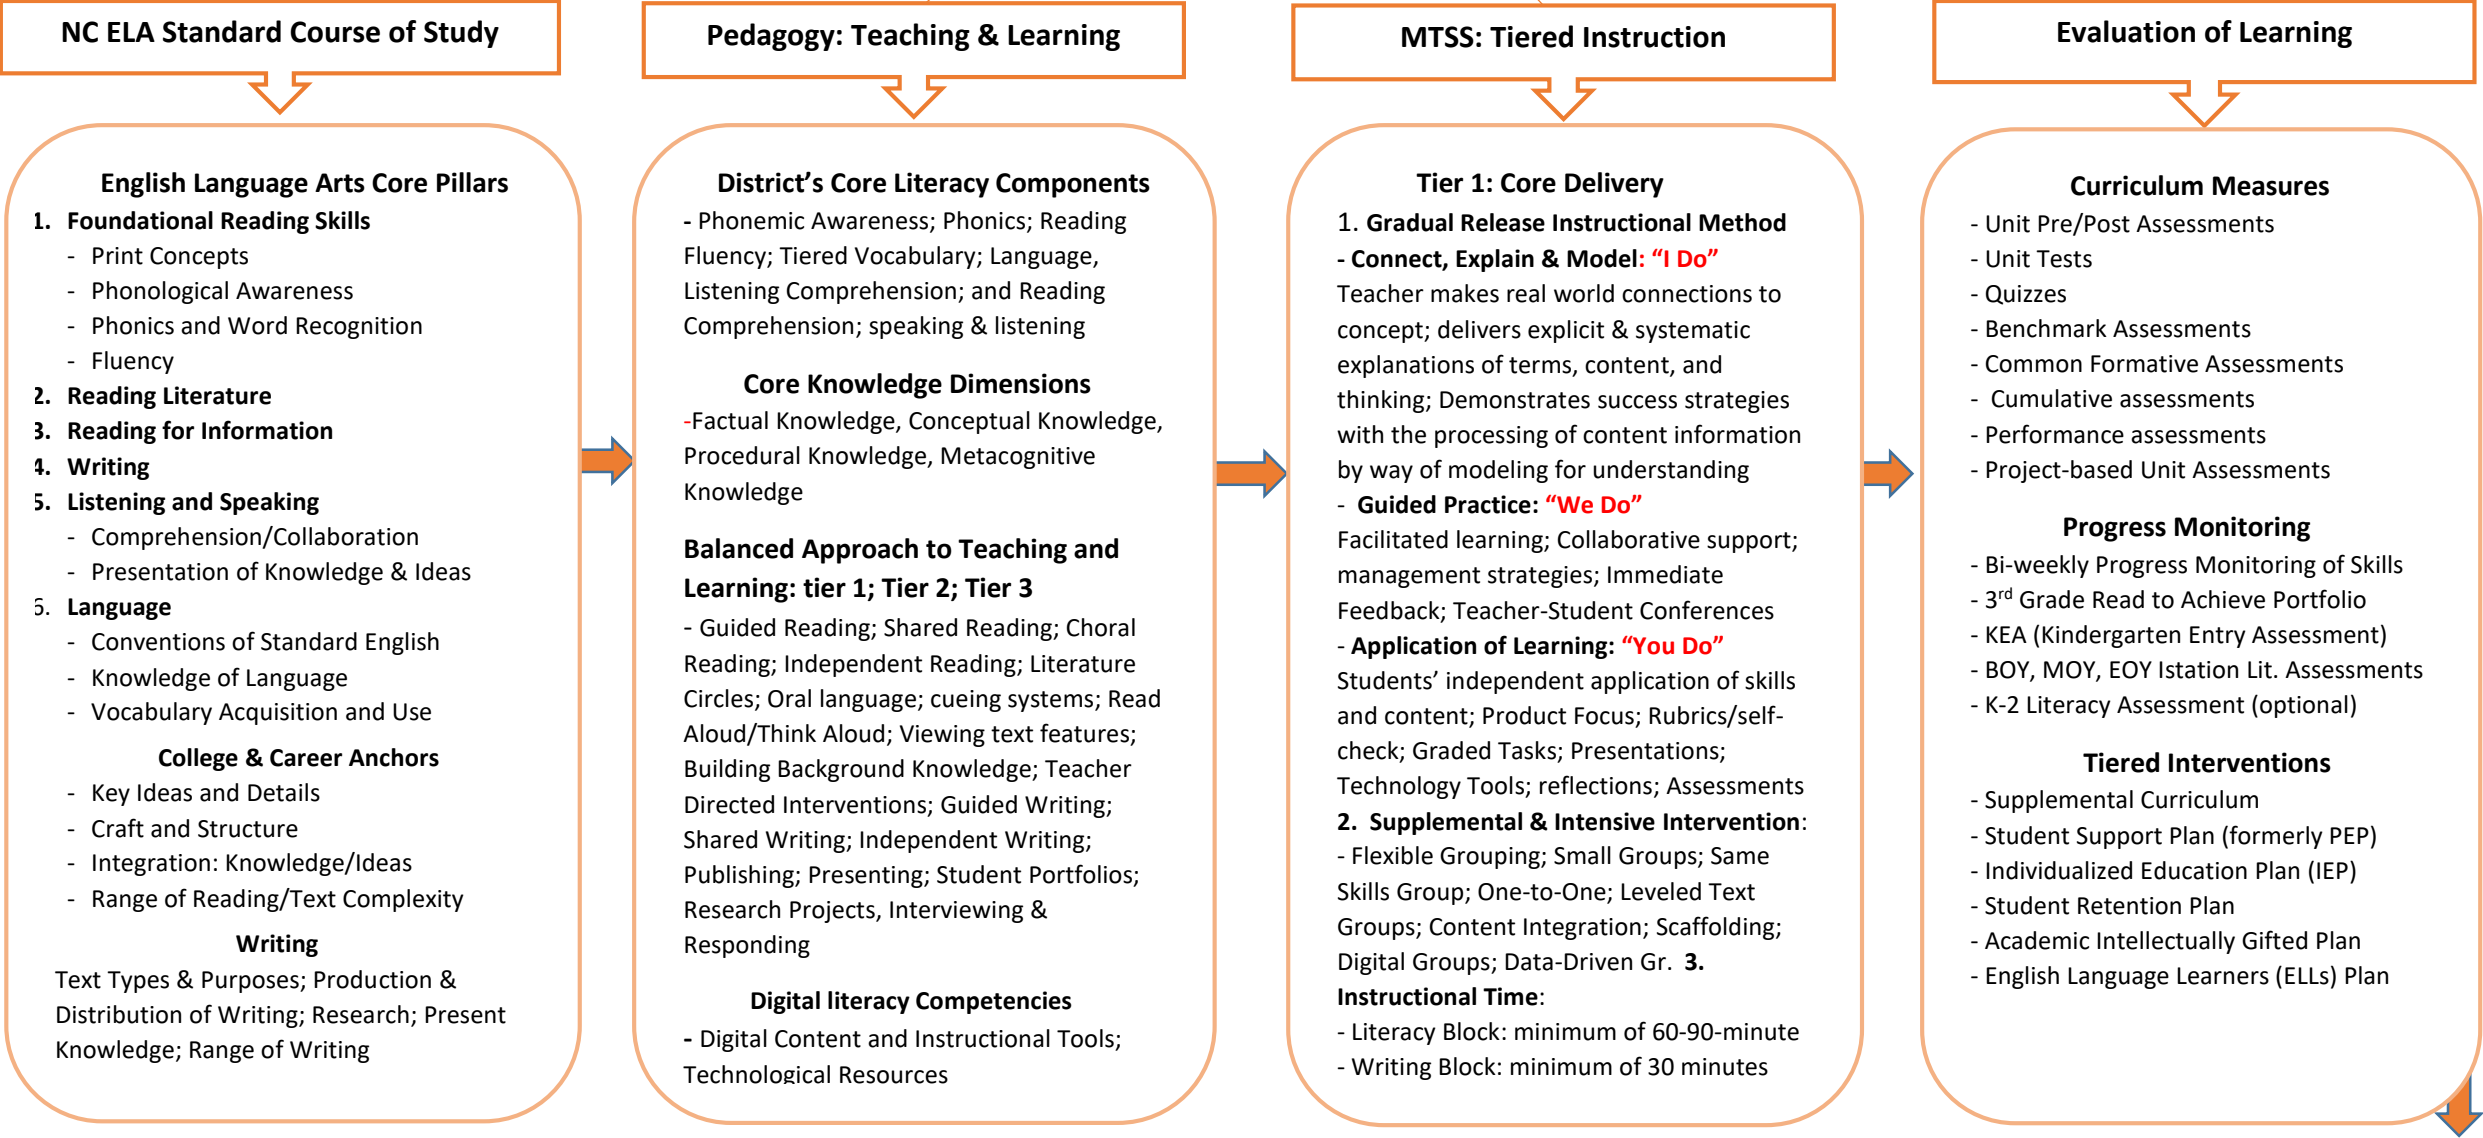 NC ELA Standard Course of Study
English Language Arts Core Pillars
1. Foundational Reading Skills
- Print Concepts
- Phonological Awareness
- Phonics and Word Recognition
- Fluency
2. Reading Literature
3. Reading for Information
4. Writing
5. Listening and Speaking
- Comprehension/Collaboration
- Presentation of Knowledge & Ideas
6. Language
- Conventions of Standard English
- Knowledge of Language
- Vocabulary Acquisition and Use
College & Career Anchors
- Key Ideas and Details
- Craft and Structure
- Integration: Knowledge/Ideas
- Range of Reading/Text Complexity
Writing
Text Types & Purposes; Production &
Distribution of Writing; Research; Present
Knowledge; Range of Writing
Pedagogy: Teaching & Learning
District's Core Literacy Components
- Phonemic Awareness; Phonics; Reading
Fluency; Tiered Vocabulary; Language,
Listening Comprehension; and Reading
Comprehension; speaking & listening
Core Knowledge Dimensions
-Factual Knowledge, Conceptual Knowledge,
Procedural Knowledge, Metacognitive
Knowledge
Balanced Approach to Teaching and
Learning: tier 1; Tier 2; Tier 3
- Guided Reading; Shared Reading; Choral
Reading; Independent Reading; Literature
Circles; Oral language; cueing systems; Read
Aloud/Think Aloud; Viewing text features;
Building Background Knowledge; Teacher
Directed Interventions; Guided Writing;
Shared Writing; Independent Writing;
Publishing; Presenting; Student Portfolios;
Research Projects, Interviewing &
Responding
Digital literacy Competencies
- Digital Content and Instructional Tools;
Technological Resources
MTSS: Tiered Instruction
Tier 1: Core Delivery
1. Gradual Release Instructional Method
- Connect, Explain & Model: “I Do”
Teacher makes real world connections to
concept; delivers explicit & systematic
explanations of terms, content, and
thinking; Demonstrates success strategies
with the processing of content information
by way of modeling for understanding
- Guided Practice: “We Do”
Facilitated learning; Collaborative support;
management strategies; Immediate
Feedback; Teacher-Student Conferences
- Application of Learning: “You Do”
Students’ independent application of skills
and content; Product Focus; Rubrics/self-
check; Graded Tasks; Presentations;
Technology Tools; reflections; Assessments
2. Supplemental & Intensive Intervention:
- Flexible Grouping; Small Groups; Same
Skills Group; One-to-One; Leveled Text
Groups; Content Integration; Scaffolding;
Digital Groups; Data-Driven Gr. 3.
Instructional Time:
- Literacy Block: minimum of 60-90-minute
- Writing Block: minimum of 30 minutes
Evaluation of Learning
Curriculum Measures
- Unit Pre/Post Assessments
- Unit Tests
- Quizzes
- Benchmark Assessments
- Common Formative Assessments
- Cumulative assessments
- Performance assessments
- Project-based Unit Assessments
Progress Monitoring
- Bi-weekly Progress Monitoring of Skills
- 3rd Grade Read to Achieve Portfolio
- KEA (Kindergarten Entry Assessment)
- BOY, MOY, EOY Istation Lit. Assessments
- K-2 Literacy Assessment (optional)
Tiered Interventions
- Supplemental Curriculum
- Student Support Plan (formerly PEP)
- Individualized Education Plan (IEP)
- Student Retention Plan
- Academic Intellectually Gifted Plan
- English Language Learners (ELLs) Plan